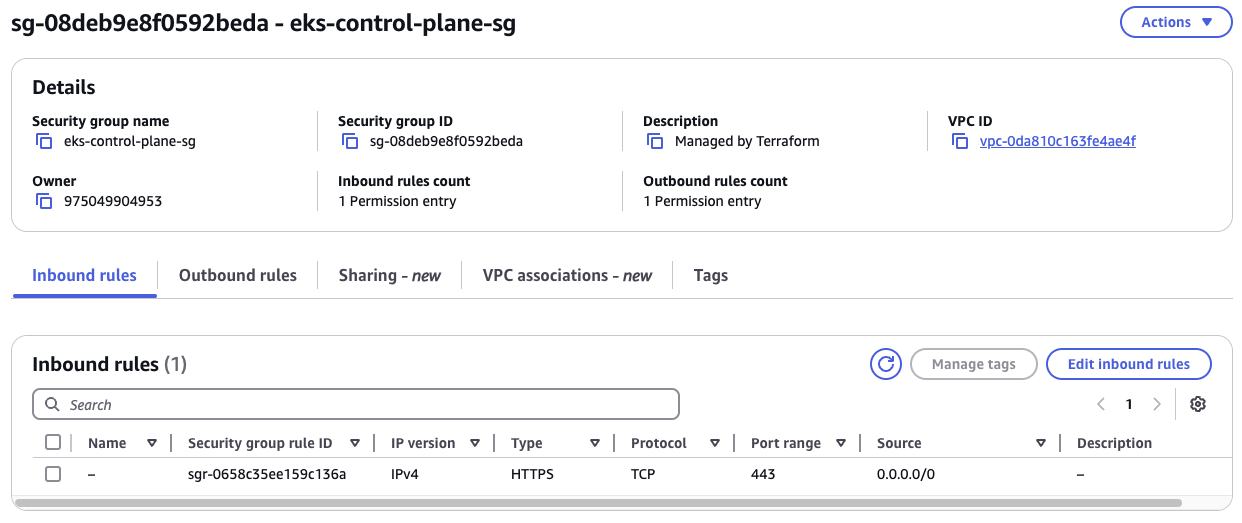 sg-08deb9e8f0592beda - eks-control-plane-sg
Actions
Details
Security group name
eks-control-plane-sg
Security group ID
sg-08deb9e8f0592beda
Description
Managed by Terraform
VPC ID
vpc-0da810c163fe4ae4f
Owner
975049904953
Inbound rules count
1 Permission entry
Outbound rules count
1 Permission entry
Inbound rules
Outbound rules
Sharing - new
VPC associations - new
Tags
Inbound rules (1)
Manage tags
Edit inbound rules
Search
1
Name
Security group rule ID
IP version
Type
Protocol
Port range
Source
Description
–
sgr-0658c35ee159c136a
IPv4
HTTPS
TCP
443
0.0.0.0/0
–